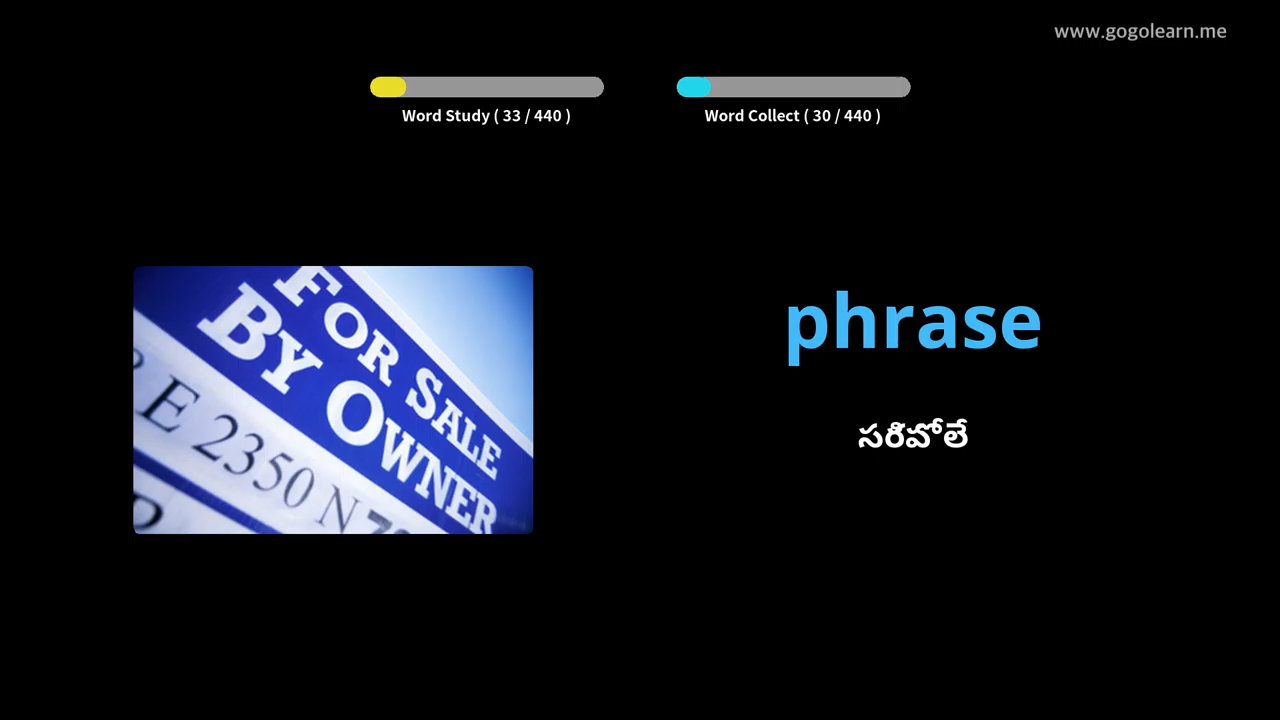 www.gogolearn.me
Word Study ( 33 / 440 )
Word Collect ( 30 / 440 )
FOR SALE
BY OWNER
E 2350 N
phrase
సరివోలే